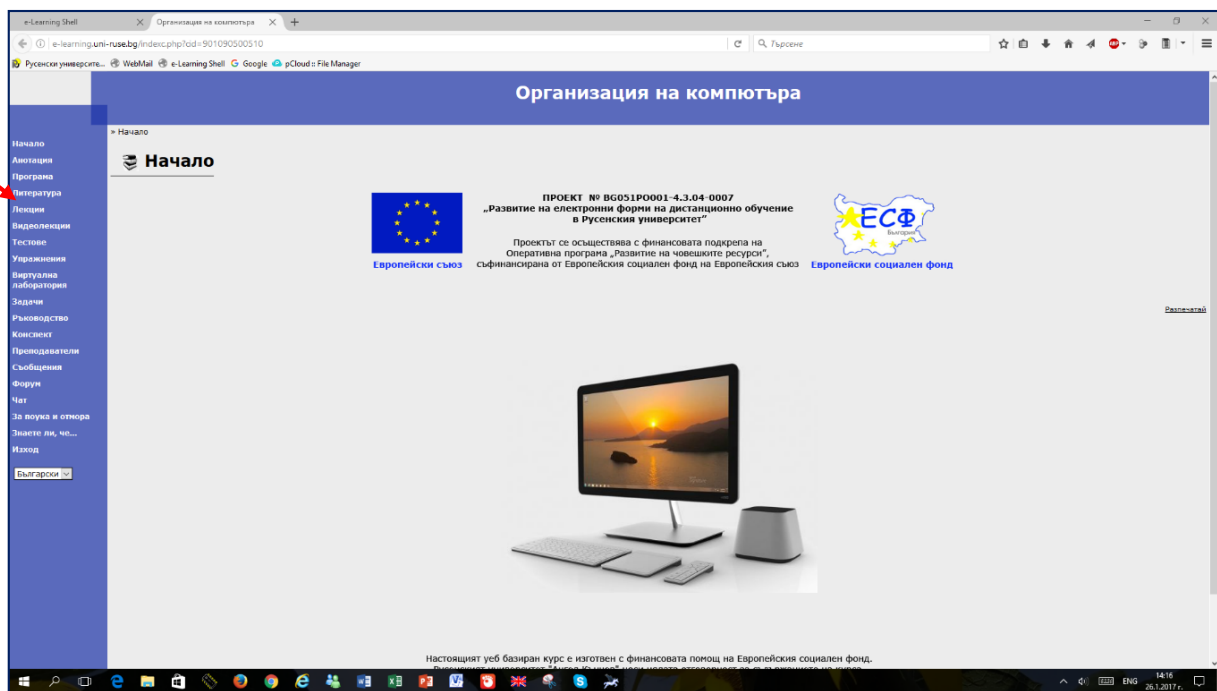 e-Learning Shell
Организация на компютъра
e-learning.uni-ruse.bg/indexc.php?cid=901090500510
Търсене
Русенски университе...
WebMail
e-Learning Shell
Google
pCloud :: File Manager
Организация на компютъра
» Начало
Начало
Начало
Анотация
Програма
Литература
Лекции
Видеолекции
Тестове
Упражнения
Виртуална
лаборатория
Задачи
Ръководство
Конспект
Преподаватели
Съобщения
Форум
Чат
За поука и отмора
Знаете ли, че...
Изход
Български
ПРОЕКТ № BG051PO001-4.3.04-0007
„Развитие на електронни форми на дистанционно обучение
в Русенския университет”
Проектът се осъществява с финансовата подкрепа на
Оперативна програма „Развитие на човешките ресурси”,
съфинансирана от Европейския социален фонд на Европейския съюз
Европейски съюз
ЕСФ
България
Европейски социален фонд
Разпечатай
Настоящият уеб базиран курс е изготвен с финансовата помощ на Европейския социален фонд.
ENG
14:16
26.1.2017 г.